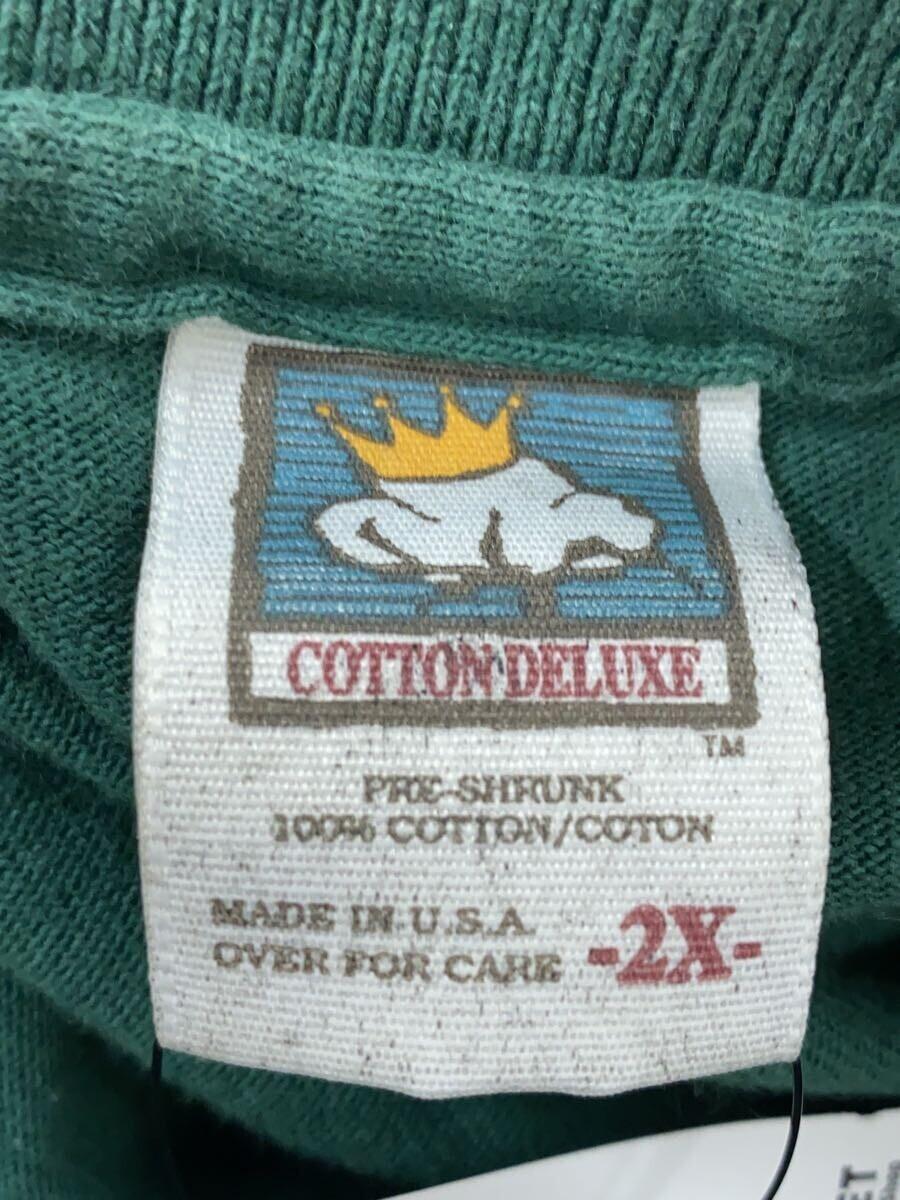 COTTON DELUXE
TM
PRE-SHRUNK
100% COTTON/COTON
MADE IN U.S.A.
OVER FOR CARE
-2X-